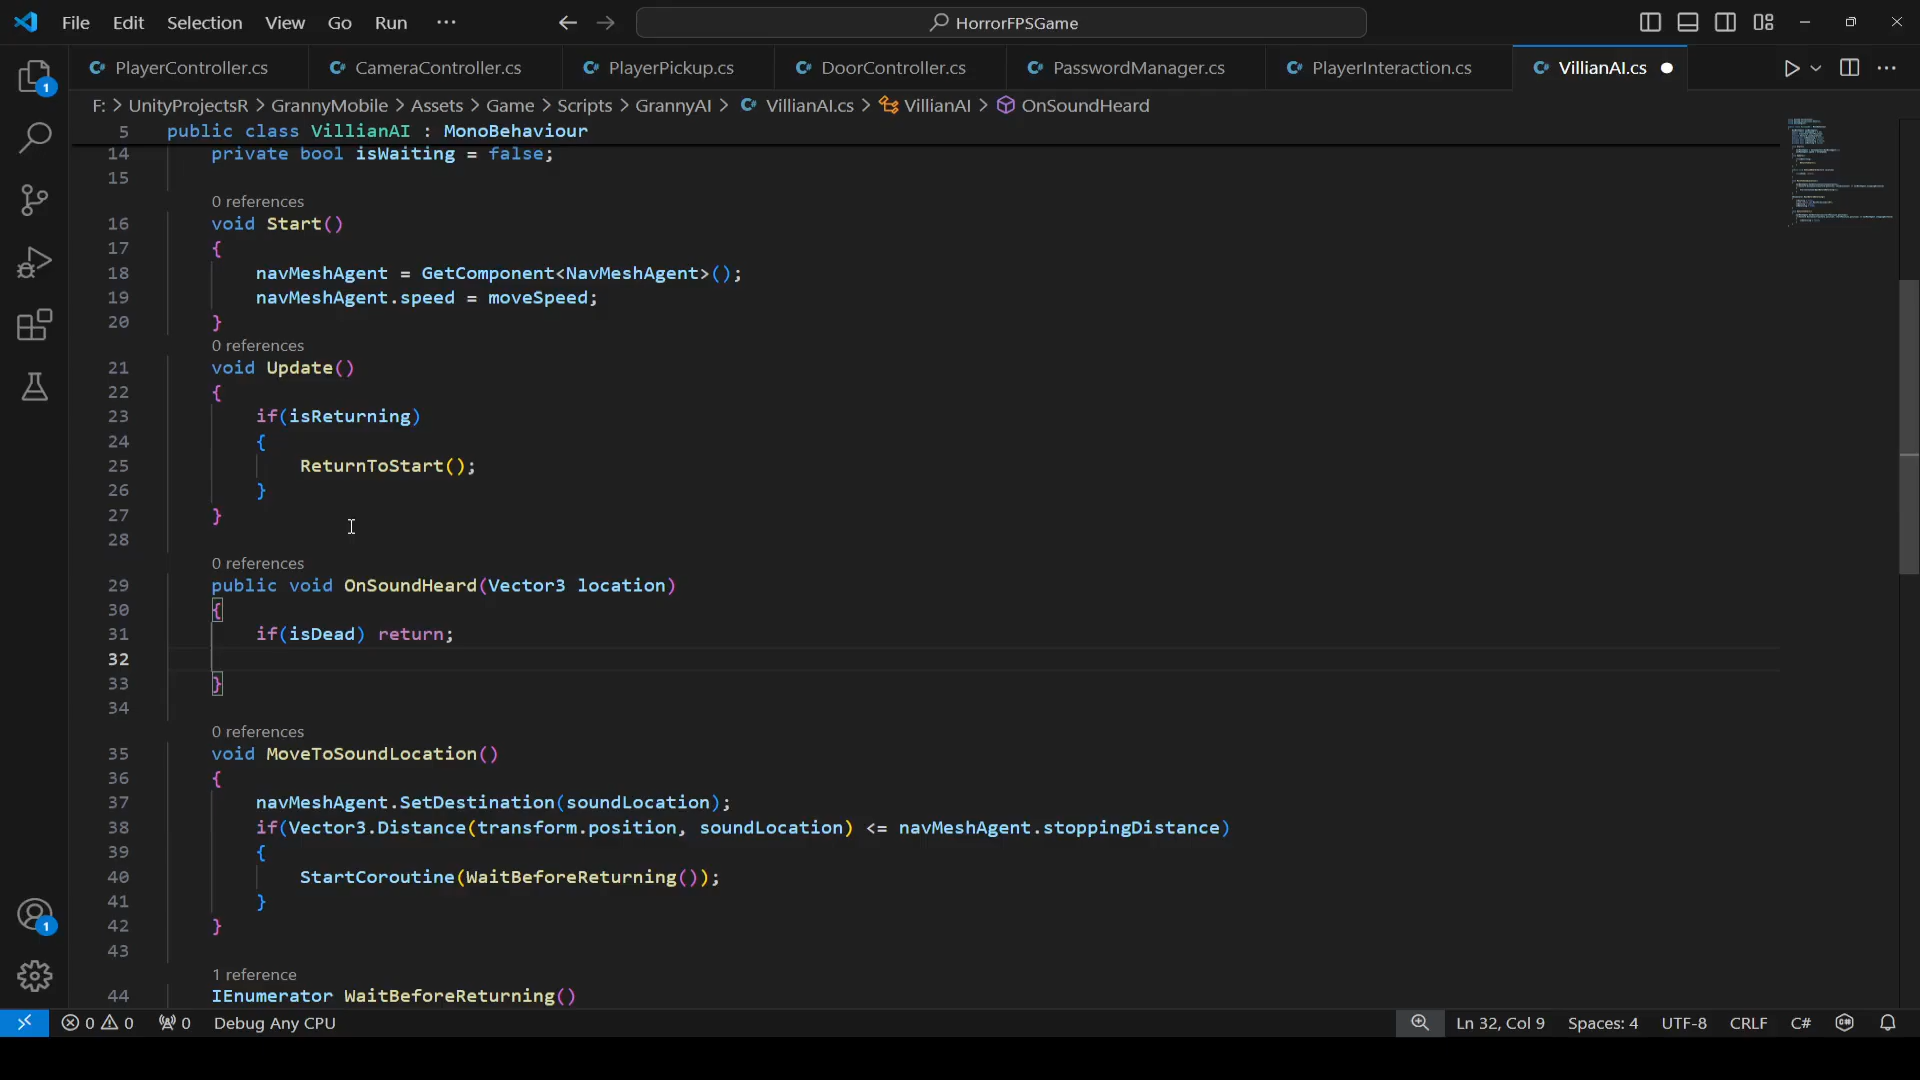 File Edit Selection View Go Run ··· HorrorFPSGame
PlayerController.cs CameraController.cs PlayerPickup.cs DoorController.cs PasswordManager.cs PlayerInteraction.cs VillianAI.cs
F: > UnityProjectsR > GrannyMobile > Assets > Game > Scripts > GrannyAI > VillianAI.cs > VillianAI > OnSoundHeard
5 public class VillianAI : MonoBehaviour
14 private bool isWaiting = false;
15
0 references
16 void Start()
17 {
18 navMeshAgent = GetComponent<NavMeshAgent>();
19 navMeshAgent.speed = moveSpeed;
20 }
0 references
21 void Update()
22 {
23 if(isReturning)
24 {
25 ReturnToStart();
26 }
27 }
28
0 references
29 public void OnSoundHeard(Vector3 location)
30 {
31 if(isDead) return;
32
33 }
34
0 references
35 void MoveToSoundLocation()
36 {
37 navMeshAgent.SetDestination(soundLocation);
38 if(Vector3.Distance(transform.position, soundLocation) <= navMeshAgent.stoppingDistance)
39 {
40 StartCoroutine(WaitBeforeReturning());
41 }
42 }
43
1 reference
44 IEnumerator WaitBeforeReturning()
1
1
0 0 0 Debug Any CPU Ln 32, Col 9 Spaces: 4 UTF-8 CRLF C#